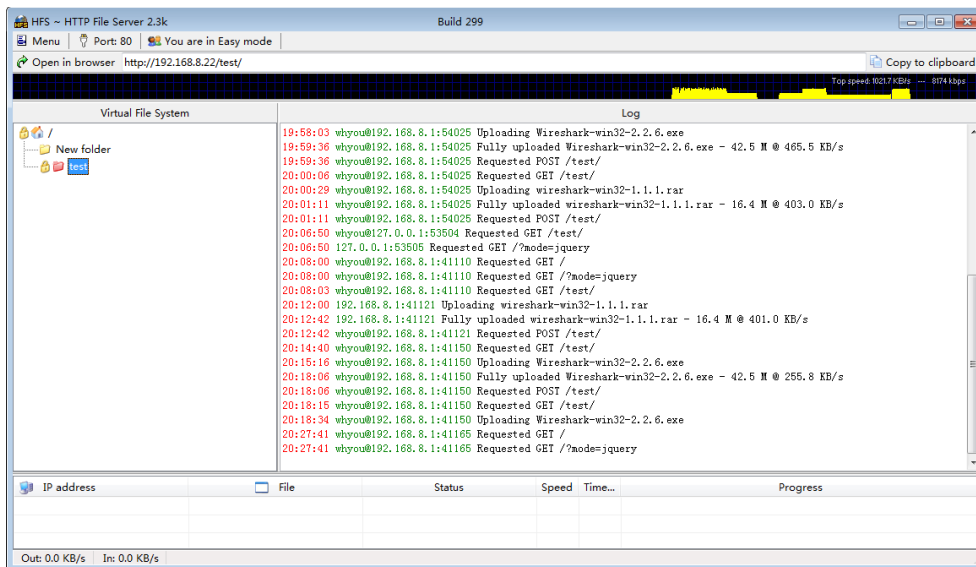 HFS ~ HTTP File Server 2.3k Build 299
Menu Port: 80 You are in Easy mode
Open in browser http://192.168.8.22/test/ Copy to clipboard
Top speed: 1021.7 KB/s --- 8174 kbps
Virtual File System Log
/
New folder
test
19:58:03 whyou@192.168.8.1:54025 Uploading Wireshark-win32-2.2.6.exe
19:59:36 whyou@192.168.8.1:54025 Fully uploaded Wireshark-win32-2.2.6.exe - 42.5 M @ 465.5 KB/s
19:59:36 whyou@192.168.8.1:54025 Requested POST /test/
20:00:06 whyou@192.168.8.1:54025 Requested GET /test/
20:00:29 whyou@192.168.8.1:54025 Uploading wireshark-win32-1.1.1.rar
20:01:11 whyou@192.168.8.1:54025 Fully uploaded wireshark-win32-1.1.1.rar - 16.4 M @ 403.0 KB/s
20:01:11 whyou@192.168.8.1:54025 Requested POST /test/
20:06:50 whyou@127.0.0.1:53504 Requested GET /test/
20:06:50 127.0.0.1:53505 Requested GET /?mode=jquery
20:08:00 whyou@192.168.8.1:41110 Requested GET /
20:08:00 whyou@192.168.8.1:41110 Requested GET /?mode=jquery
20:08:03 whyou@192.168.8.1:41110 Requested GET /test/
20:12:00 192.168.8.1:41121 Uploading wireshark-win32-1.1.1.rar
20:12:42 192.168.8.1:41121 Fully uploaded wireshark-win32-1.1.1.rar - 16.4 M @ 401.0 KB/s
20:12:42 whyou@192.168.8.1:41121 Requested POST /test/
20:14:40 whyou@192.168.8.1:41150 Requested GET /test/
20:15:16 whyou@192.168.8.1:41150 Uploading Wireshark-win32-2.2.6.exe
20:18:06 whyou@192.168.8.1:41150 Fully uploaded Wireshark-win32-2.2.6.exe - 42.5 M @ 255.8 KB/s
20:18:06 whyou@192.168.8.1:41150 Requested POST /test/
20:18:15 whyou@192.168.8.1:41150 Requested GET /test/
20:18:34 whyou@192.168.8.1:41150 Uploading Wireshark-win32-2.2.6.exe
20:27:41 whyou@192.168.8.1:41165 Requested GET /
20:27:41 whyou@192.168.8.1:41165 Requested GET /?mode=jquery
IP address File Status Speed Time... Progress
Out: 0.0 KB/s In: 0.0 KB/s